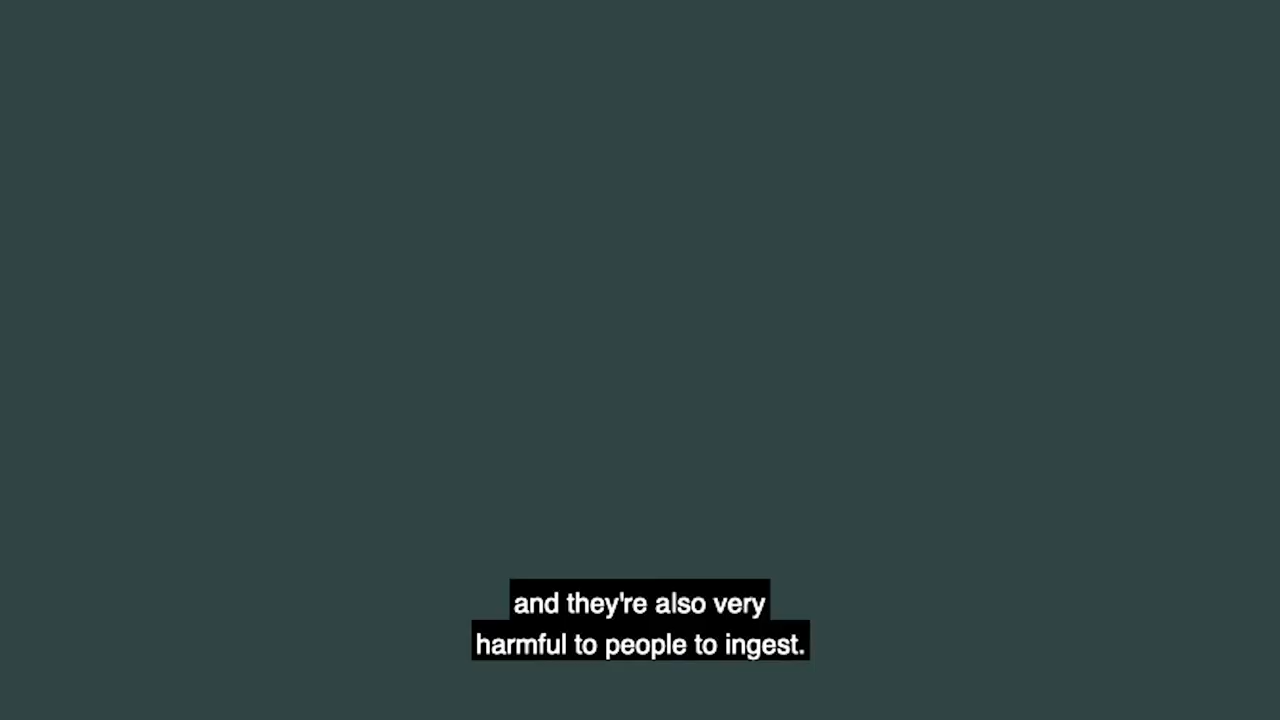 and they're also very
harmful to people to ingest.